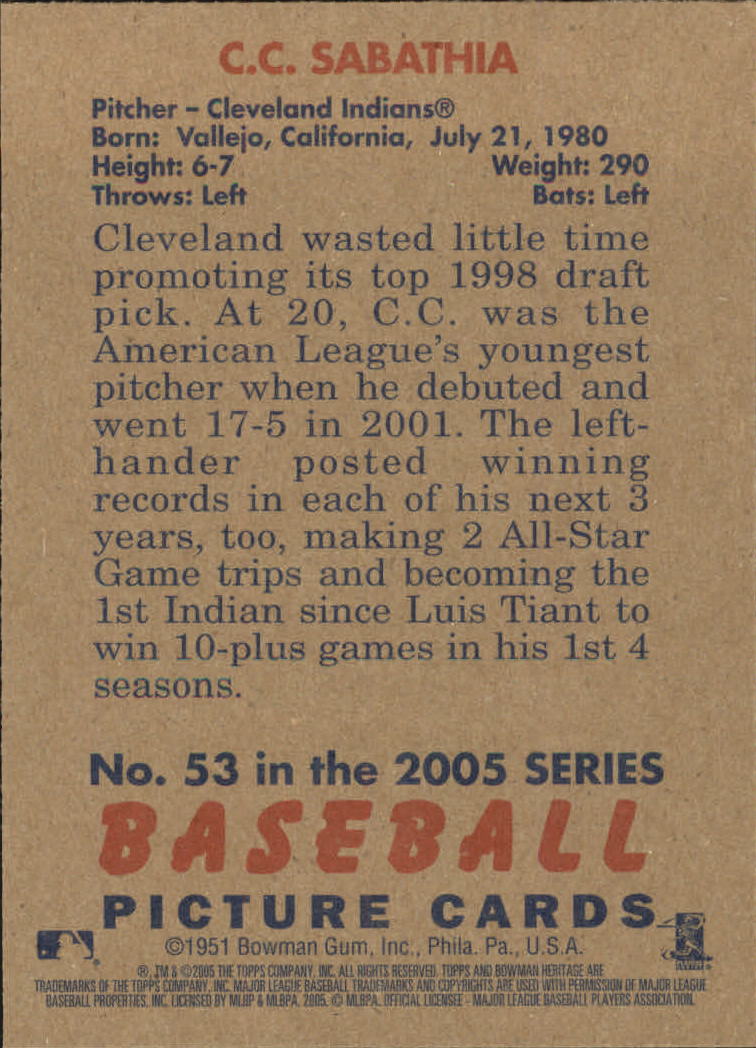 C.C. SABATHIA
Pitcher – Cleveland Indians®
Born: Vallejo, California, July 21, 1980
Height: 6-7 Weight: 290
Throws: Left Bats: Left
Cleveland wasted little time
promoting its top 1998 draft
pick. At 20, C.C. was the
American League's youngest
pitcher when he debuted and
went 17-5 in 2001. The left-
hander posted winning
records in each of his next 3
years, too, making 2 All-Star
Game trips and becoming the
1st Indian since Luis Tiant to
win 10-plus games in his 1st 4
seasons.
No. 53 in the 2005 SERIES
BASEBALL
PICTURE CARDS
©1951 Bowman Gum, Inc., Phila. Pa., U.S.A.
®, TM & ©2005 THE TOPPS COMPANY, INC. ALL RIGHTS RESERVED. TOPPS AND BOWMAN HERITAGE ARE
TRADEMARKS OF THE TOPPS COMPANY, INC. MAJOR LEAGUE BASEBALL TRADEMARKS AND COPYRIGHTS ARE USED WITH PERMISSION OF MAJOR LEAGUE
BASEBALL PROPERTIES, INC. LICENSED BY MLBP & MLBPA, 2005. © MLBPA. OFFICIAL LICENSEE - MAJOR LEAGUE BASEBALL PLAYERS ASSOCIATION.